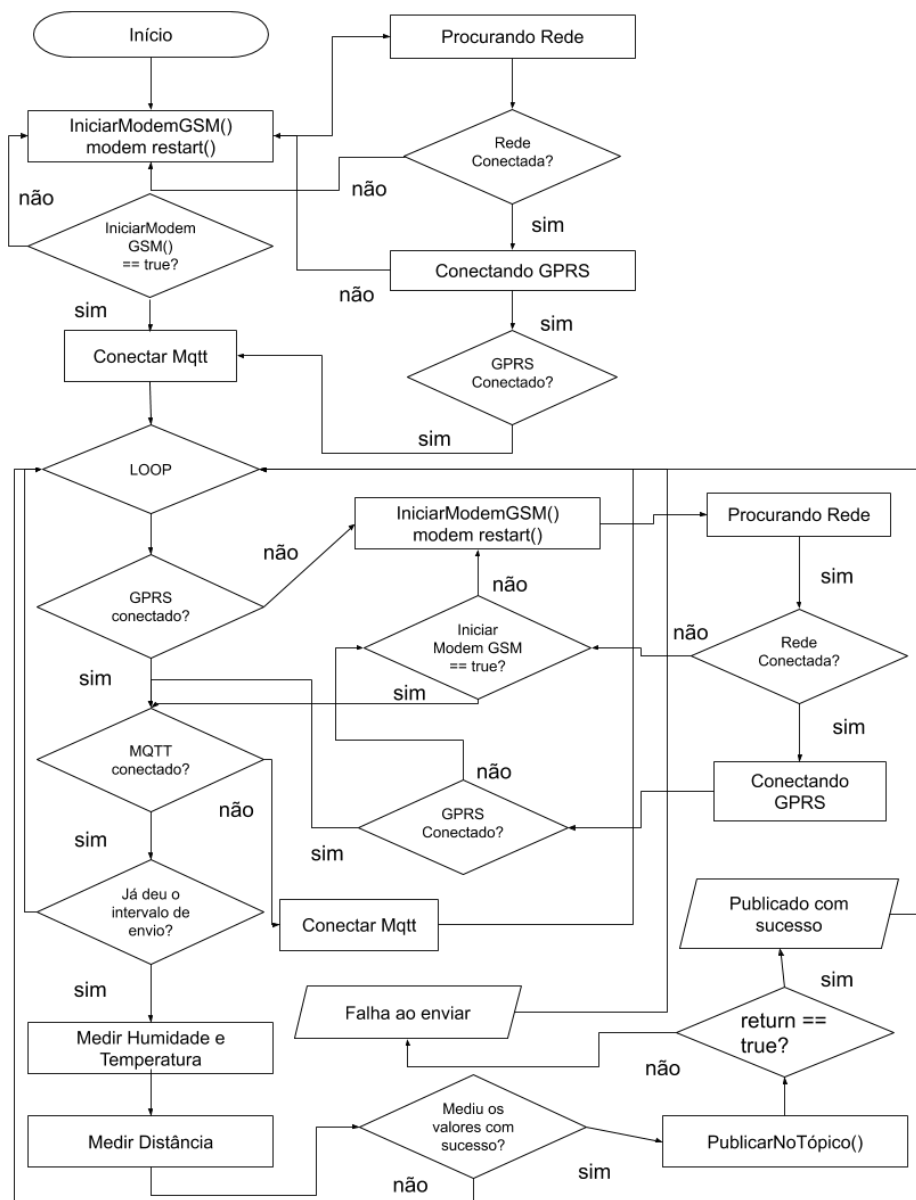 Início
Procurando Rede
IniciarModemGSM()
modem restart()
Rede
Conectada?
não
não
sim
IniciarModem
GSM()
== true?
Conectando GPRS
não
sim
sim
Conectar Mqtt
GPRS
Conectado?
sim
LOOP
IniciarModemGSM()
modem restart()
Procurando Rede
não
sim
GPRS
conectado?
não
Iniciar
Modem GSM
== true?
não
Rede
Conectada?
sim
sim
sim
MQTT
conectado?
não
Conectando
GPRS
não
GPRS
Conectado?
sim
sim
Já deu o
intervalo de
envio?
Conectar Mqtt
Publicado com
sucesso
sim
sim
Falha ao enviar
return ==
true?
Medir Humidade e
Temperatura
não
Mediu os
valores com
sucesso?
Medir Distância
PublicarNoTópico()
não
sim